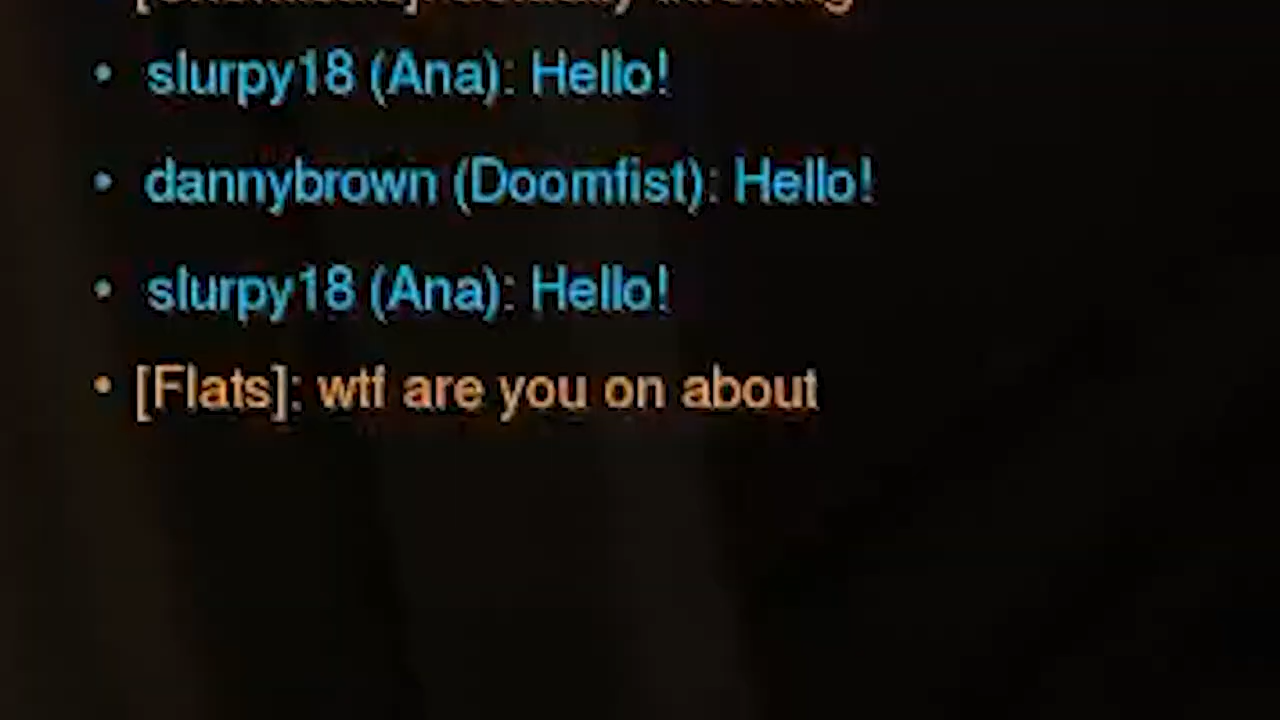 • slurpy18 (Ana): Hello!
• dannybrown (Doomfist): Hello!
• slurpy18 (Ana): Hello!
• [Flats]: wtf are you on about